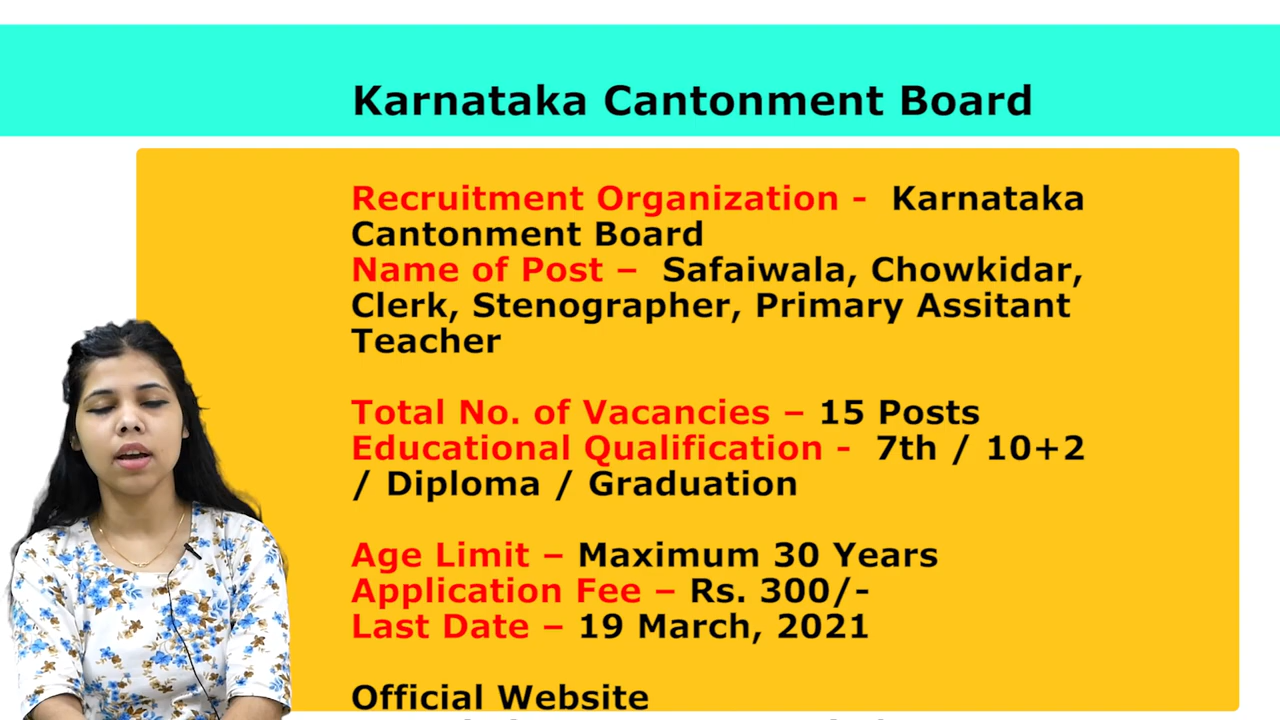 Karnataka Cantonment Board
Recruitment Organization - Karnataka
Cantonment Board
Name of Post – Safaiwala, Chowkidar,
Clerk, Stenographer, Primary Assitant
Teacher
Total No. of Vacancies – 15 Posts
Educational Qualification - 7th / 10+2
/ Diploma / Graduation
Age Limit – Maximum 30 Years
Application Fee – Rs. 300/-
Last Date – 19 March, 2021
Official Website